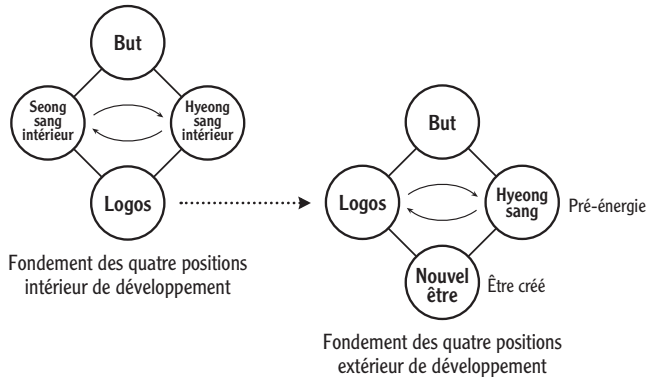 But
Seong
sang
intérieur
Hyeong
sang
intérieur
Logos
Fondement des quatre positions
intérieur de développement
But
Logos
Hyeong
sang
Pré-énergie
Nouvel
être
Être créé
Fondement des quatre positions
extérieur de développement